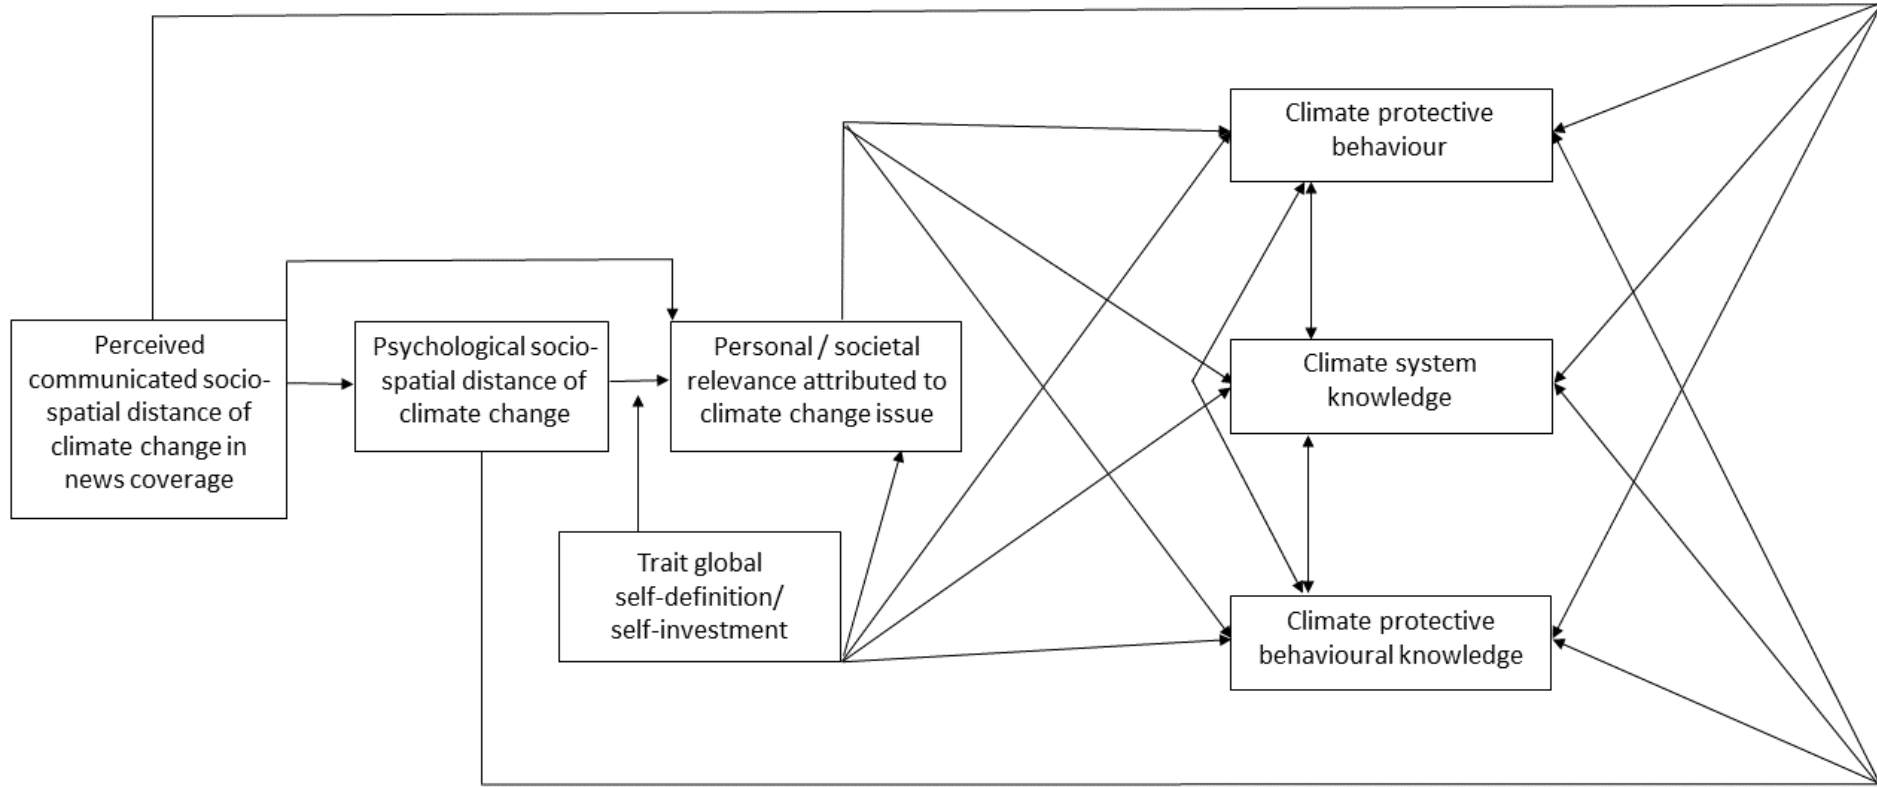 Perceived
communicated socio-
spatial distance of
climate change in
news coverage
Psychological socio-
spatial distance of
climate change
Personal / societal
relevance attributed to
climate change issue
Trait global
self-definition/
self-investment
Climate protective
behaviour
Climate system
knowledge
Climate protective
behavioural knowledge